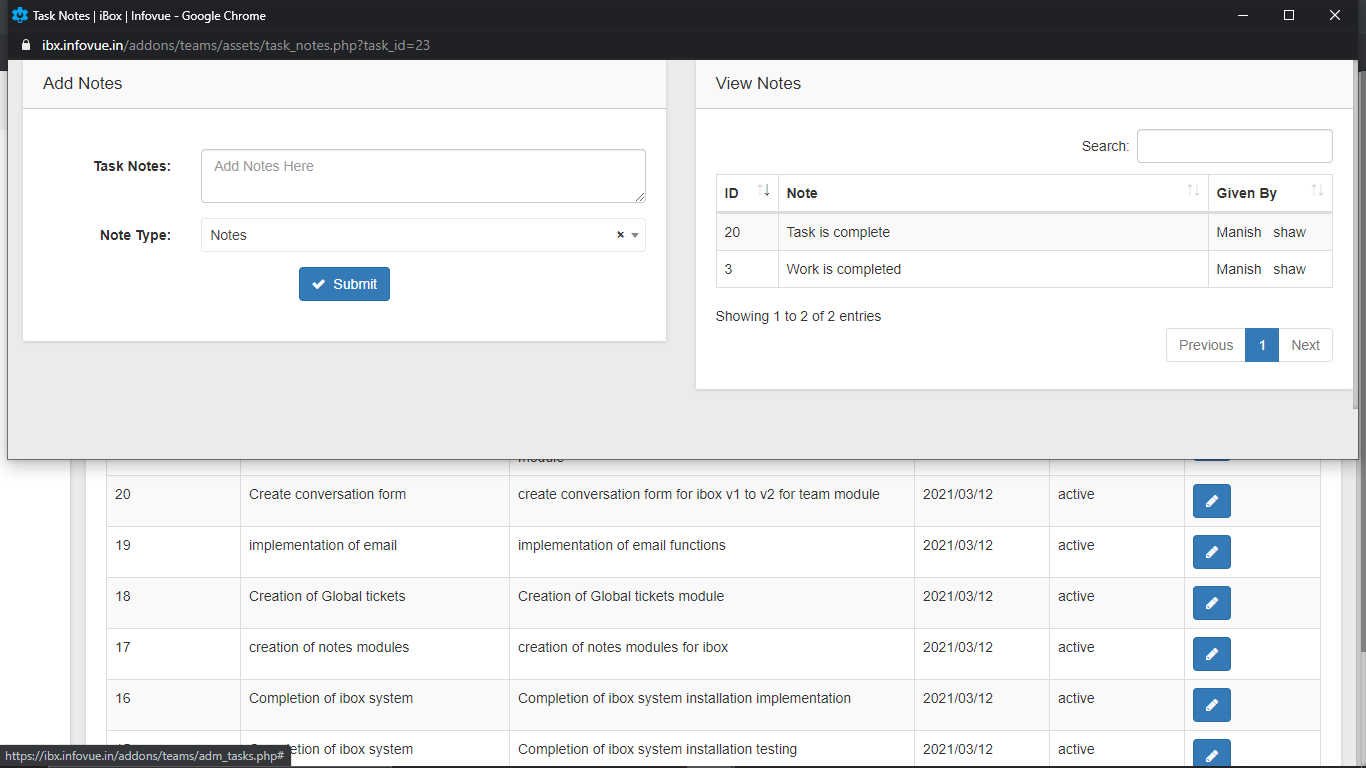 Task Notes | iBox | Infovue - Google Chrome
ibx.infovue.in/addons/teams/assets/task_notes.php?task_id=23
Add Notes
Task Notes: Add Notes Here
Note Type: Notes ×
Submit
View Notes
Search:
ID Note Given By
20 Task is complete Manish shaw
3 Work is completed Manish shaw
Showing 1 to 2 of 2 entries
Previous 1 Next
module
20 Create conversation form create conversation form for ibox v1 to v2 for team module 2021/03/12 active
19 implementation of email implementation of email functions 2021/03/12 active
18 Creation of Global tickets Creation of Global tickets module 2021/03/12 active
17 creation of notes modules creation of notes modules for ibox 2021/03/12 active
16 Completion of ibox system Completion of ibox system installation implementation 2021/03/12 active
of ibox system Completion of ibox system installation testing 2021/03/12 active
https://ibx.infovue.in/addons/teams/adm_tasks.php#